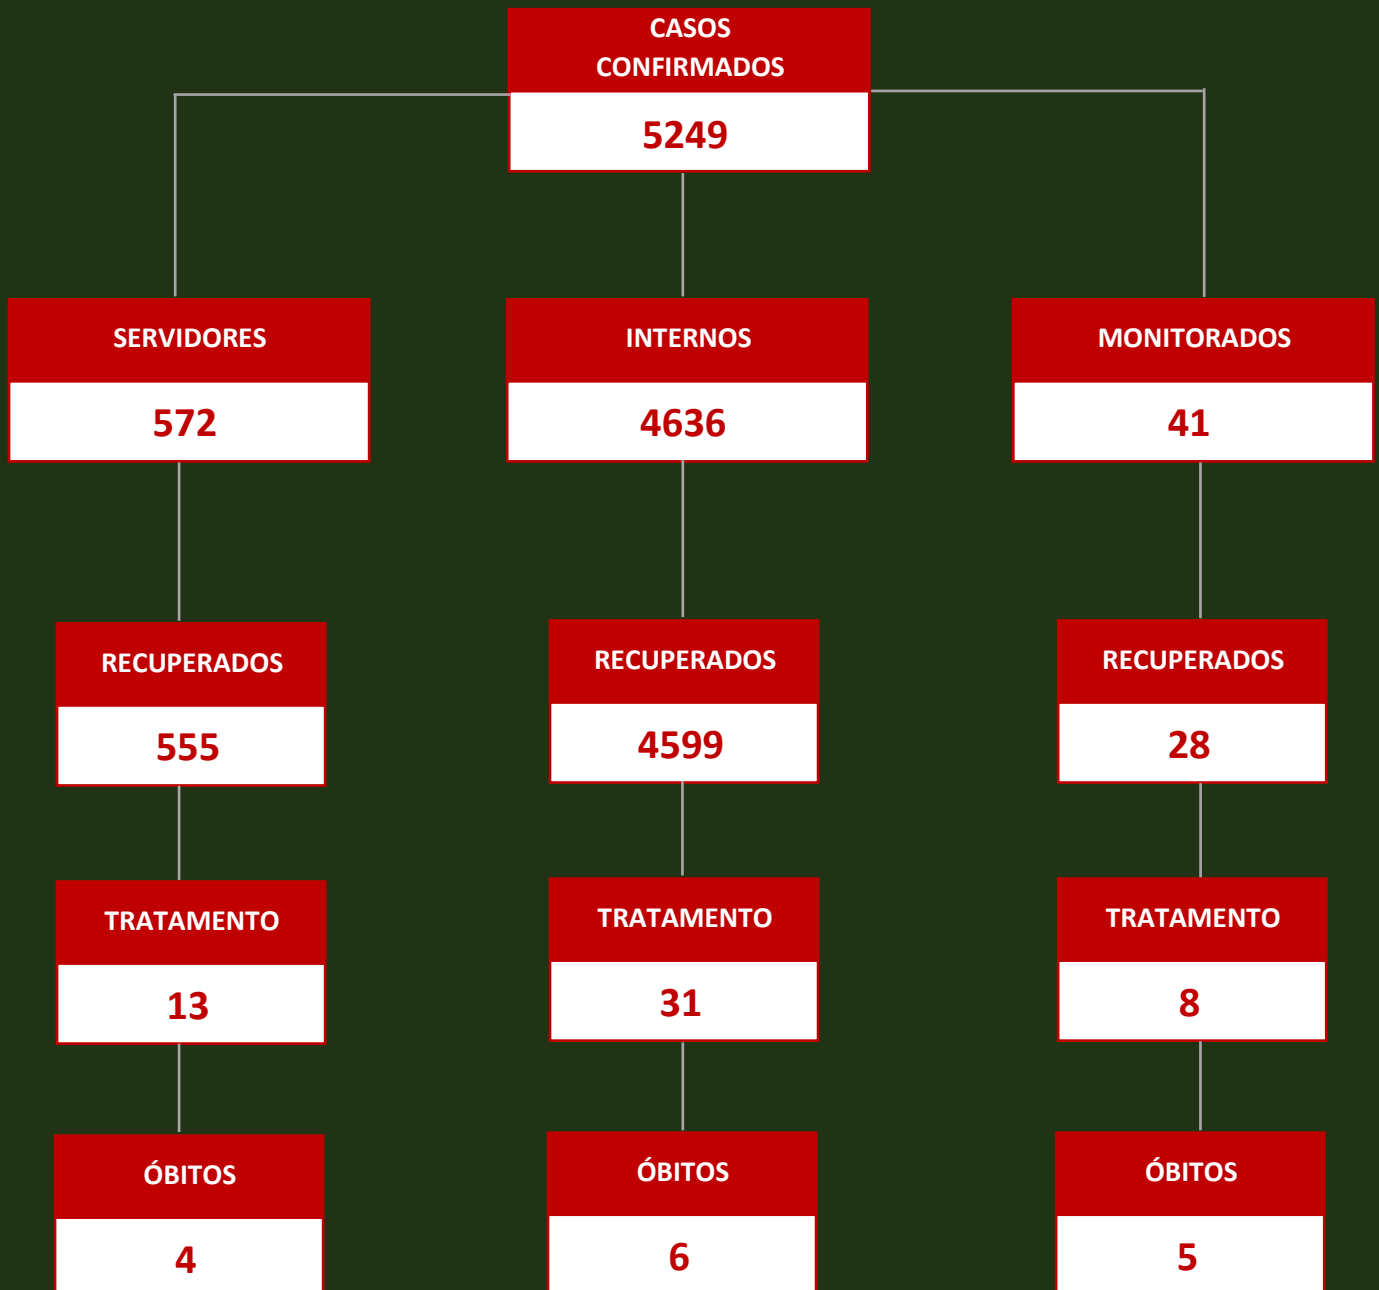 CASOS
CONFIRMADOS
5249
SERVIDORES
INTERNOS
MONITORADOS
572
4636
41
RECUPERADOS
RECUPERADOS
RECUPERADOS
555
4599
28
TRATAMENTO
TRATAMENTO
TRATAMENTO
13
31
8
ÓBITOS
ÓBITOS
ÓBITOS
4
6
5